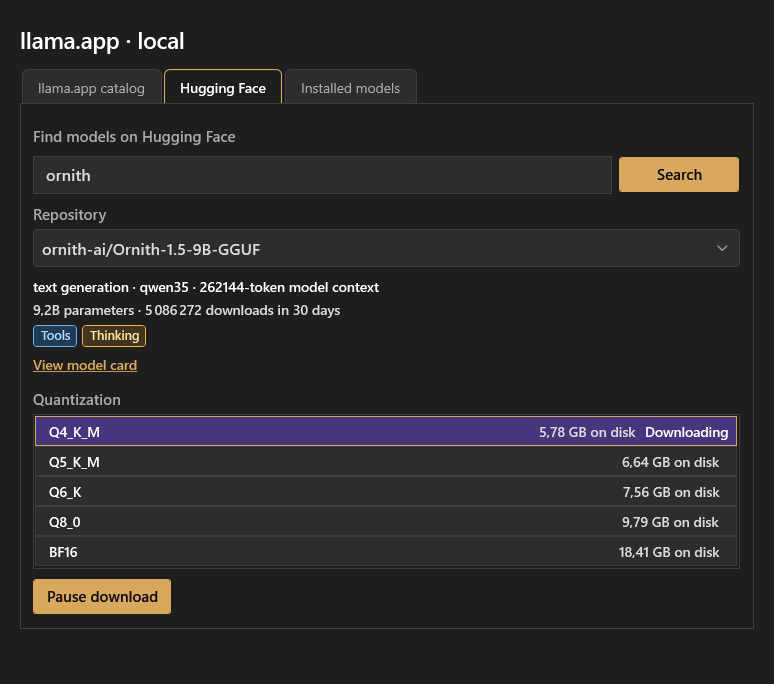 llama.app · local
llama.app catalog
Hugging Face
Installed models
Find models on Hugging Face
ornith
Search
Repository
ornith-ai/Ornith-1.5-9B-GGUF
text generation · qwen35 · 262144-token model context
9,2B parameters · 5 086 272 downloads in 30 days
Tools
Thinking
View model card
Quantization
Q4_K_M 5,78 GB on disk Downloading
Q5_K_M 6,64 GB on disk
Q6_K 7,56 GB on disk
Q8_0 9,79 GB on disk
BF16 18,41 GB on disk
Pause download